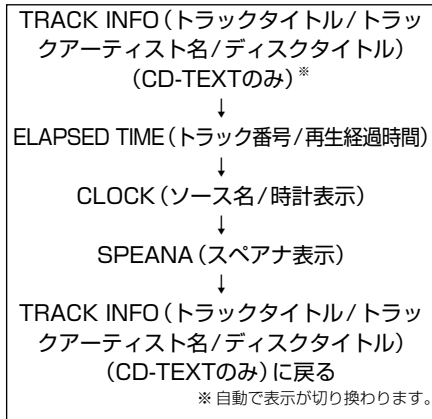 TRACK INFO（トラックタイトル/トラッ
クアーティスト名/ディスクタイトル）
（CD-TEXTのみ）※
↓
ELAPSED TIME（トラック番号/再生経過時間）
↓
CLOCK（ソース名/時計表示）
↓
SPEANA（スペアナ表示）
↓
TRACK INFO（トラックタイトル/トラッ
クアーティスト名/ディスクタイトル）
（CD-TEXTのみ）に戻る
※ 自動で表示が切り換わります。